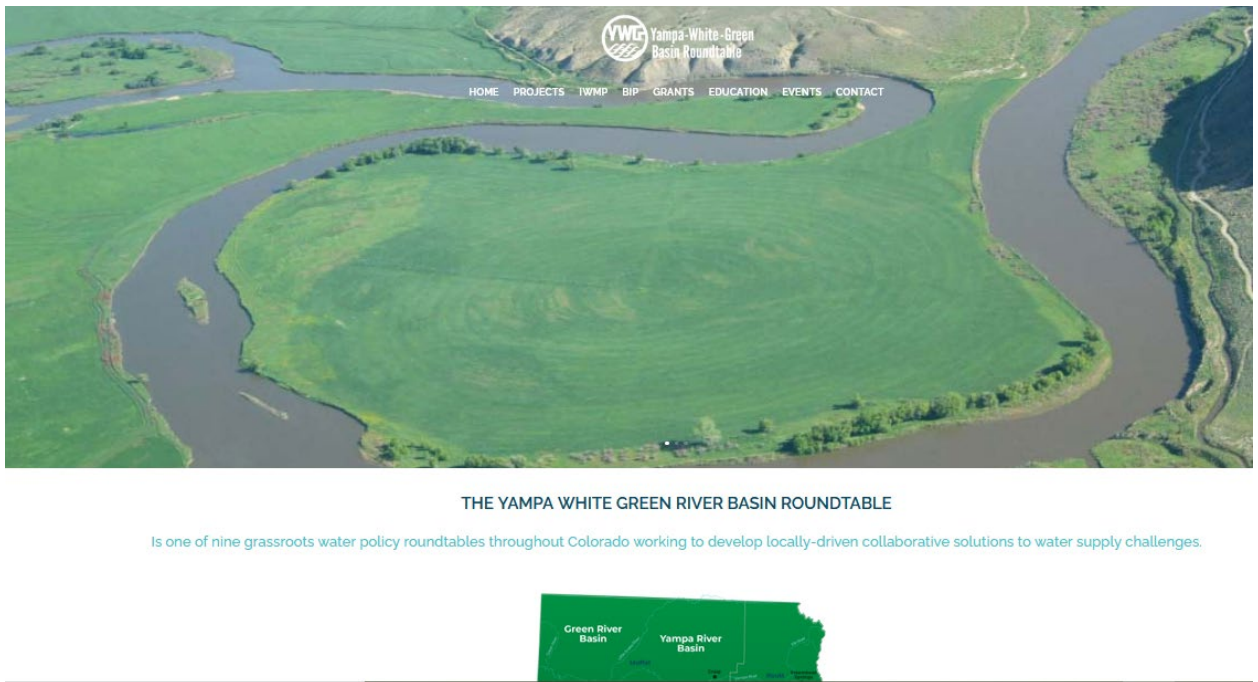 YWG Yampa-White-Green
Basin Roundtable
HOME PROJECTS IWMP BIP GRANTS EDUCATION EVENTS CONTACT
THE YAMPA WHITE GREEN RIVER BASIN ROUNDTABLE
Is one of nine grassroots water policy roundtables throughout Colorado working to develop locally-driven collaborative solutions to water supply challenges.
Green River
Basin
Yampa River
Basin